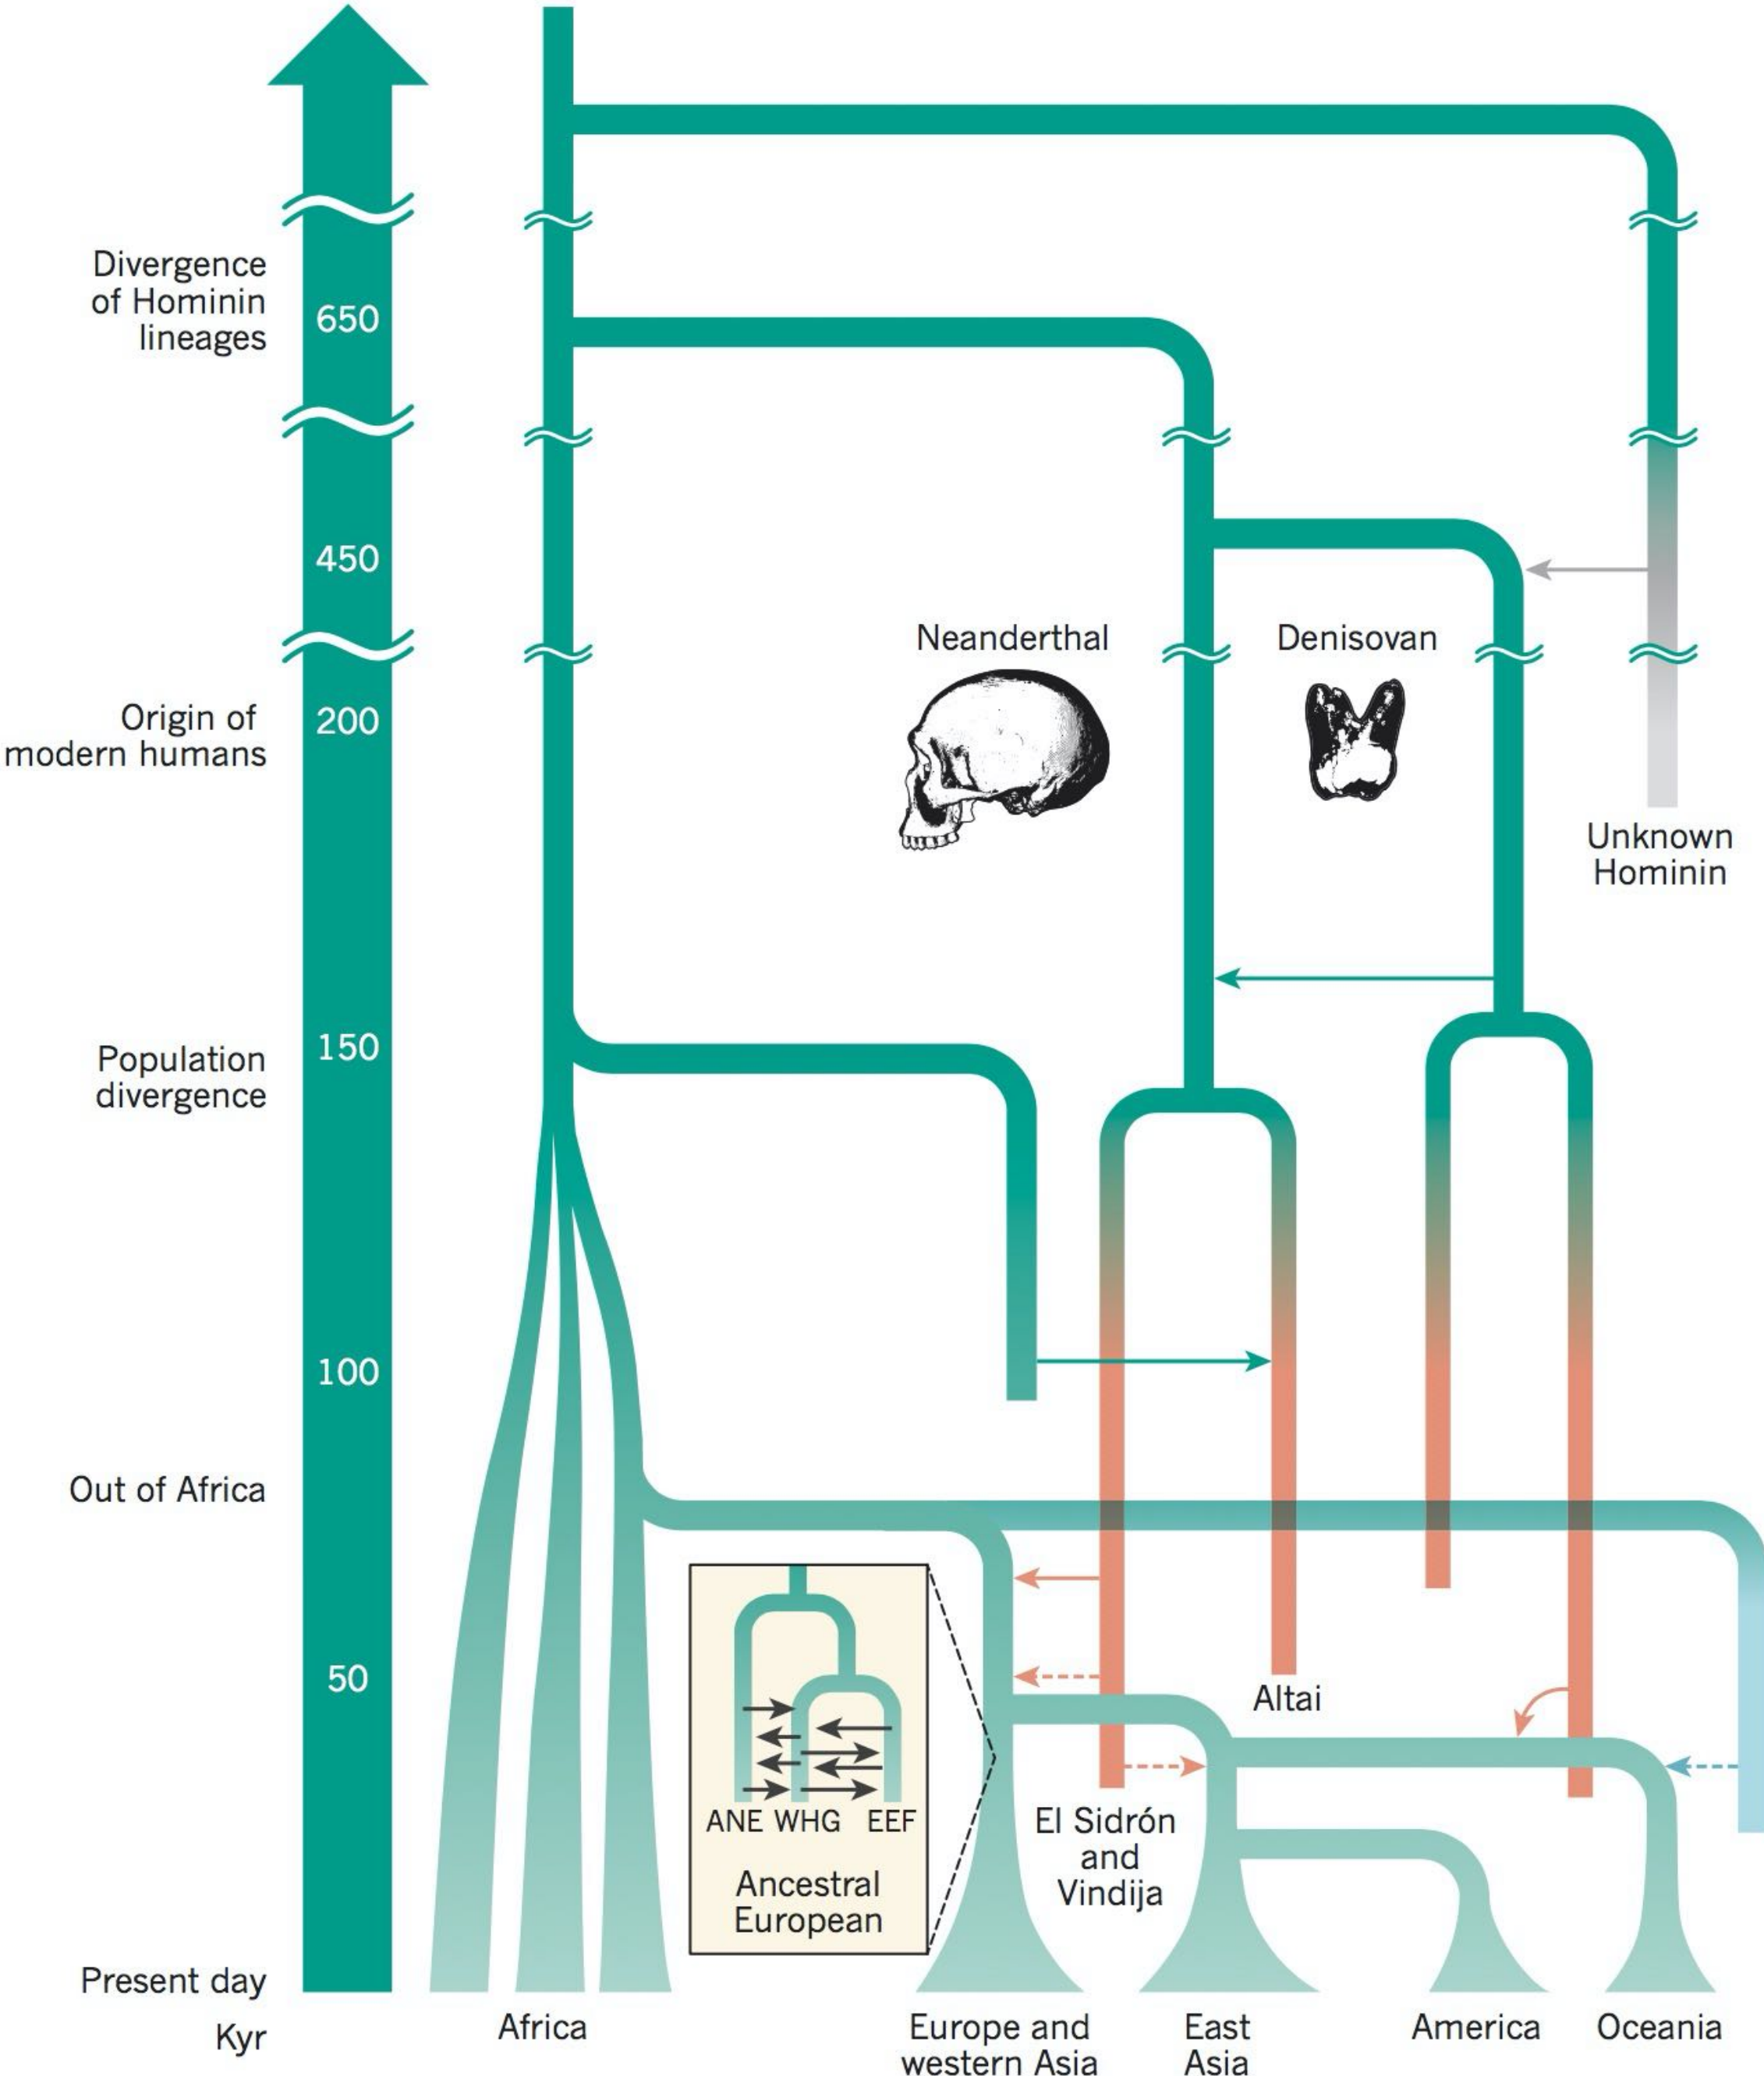 Divergence
of Hominin
lineages
650
450
Neanderthal
Denisovan
Origin of
modern humans
200
Unknown
Hominin
Population
divergence
150
100
Out of Africa
50
Altai
ANE WHG EEF
Ancestral
European
El Sidrón
and
Vindija
Present day
Kyr
Africa
Europe and
western Asia
East
Asia
America
Oceania